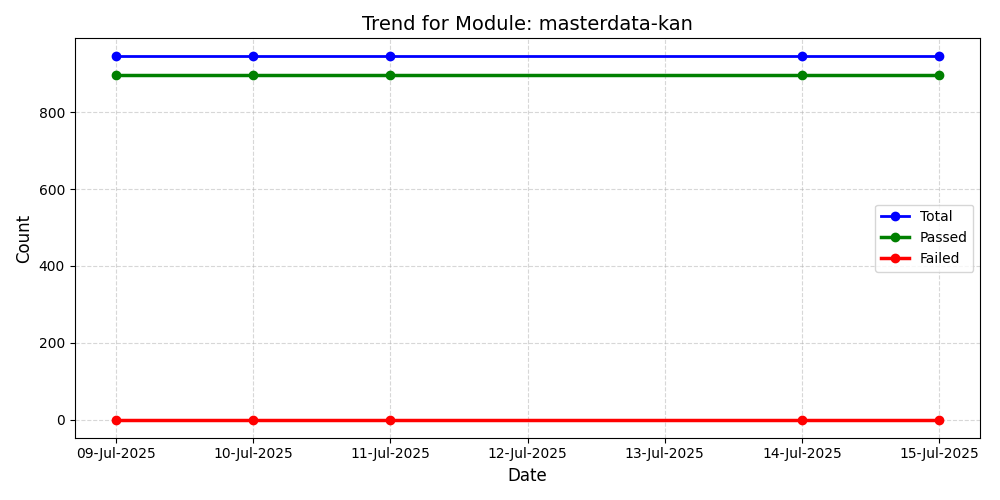 Trend for Module: masterdata-kan
Count
800
600
400
200
0
Total
Passed
Failed
09-Jul-2025
10-Jul-2025
11-Jul-2025
12-Jul-2025
13-Jul-2025
14-Jul-2025
15-Jul-2025
Date